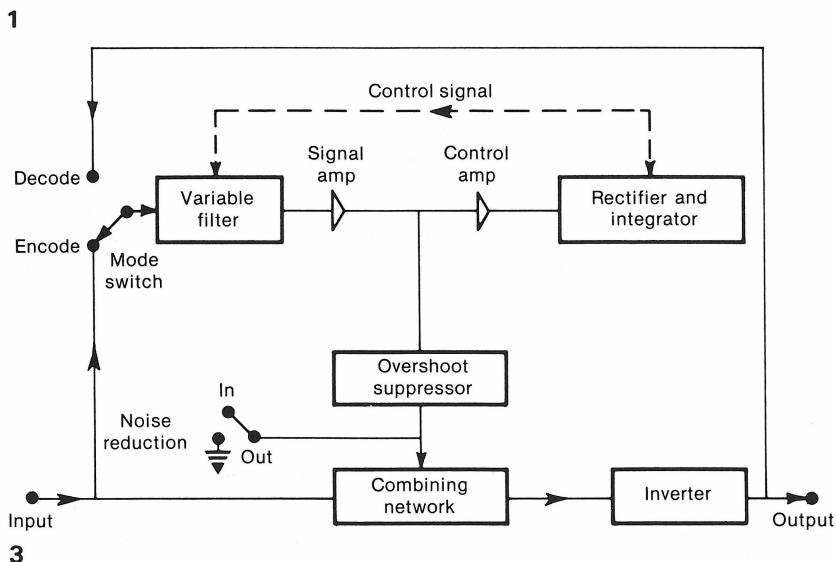 1
Control signal
Signal
amp
Control
amp
Decode
Variable
filter
Rectifier and
integrator
Encode
Mode
switch
Overshoot
suppressor
In
Noise
reduction
Out
Combining
network
Inverter
Input
Output
3